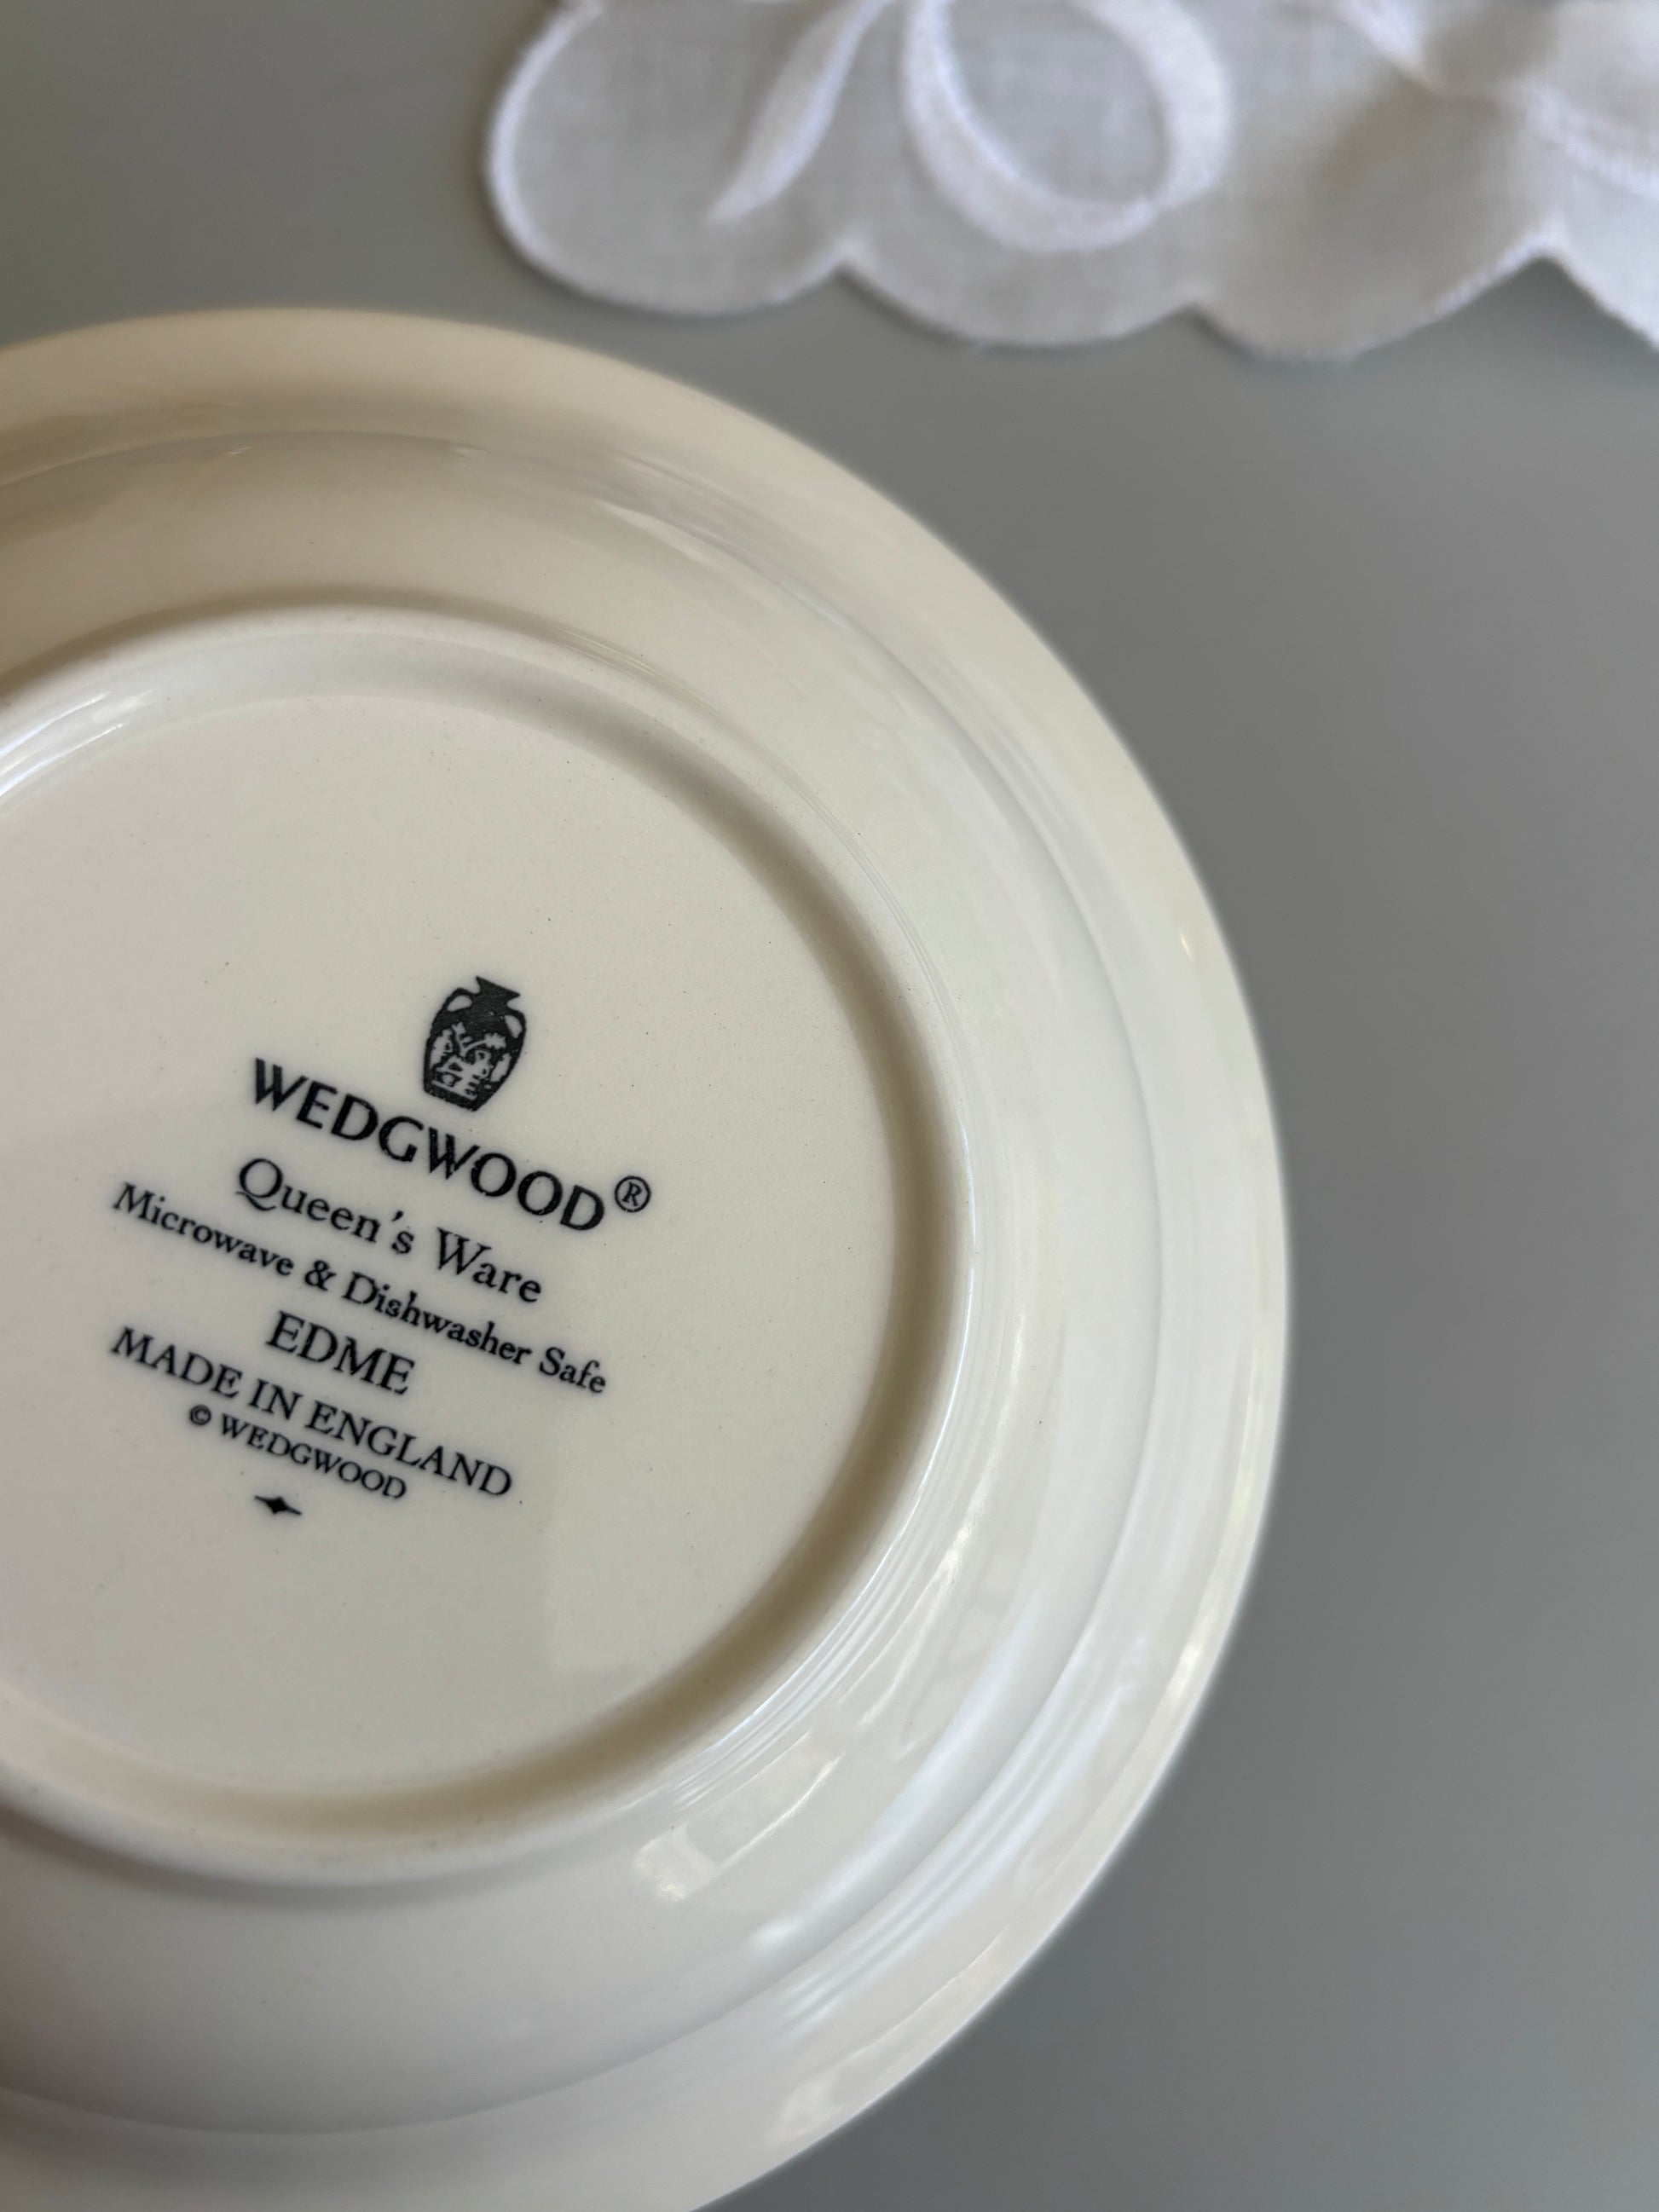 WEDGWOOD®
Queen's Ware
Microwave & Dishwasher Safe
EDME
MADE IN ENGLAND
© WEDGWOOD